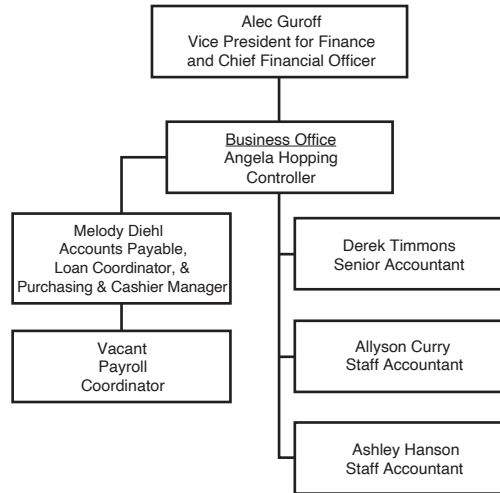 Alec Guroff
Vice President for Finance
and Chief Financial Officer
Business Office
Angela Hopping
Controller
Melody Diehl
Accounts Payable,
Loan Coordinator, &
Purchasing & Cashier Manager
Vacant
Payroll
Coordinator
Derek Timmons
Senior Accountant
Allyson Curry
Staff Accountant
Ashley Hanson
Staff Accountant